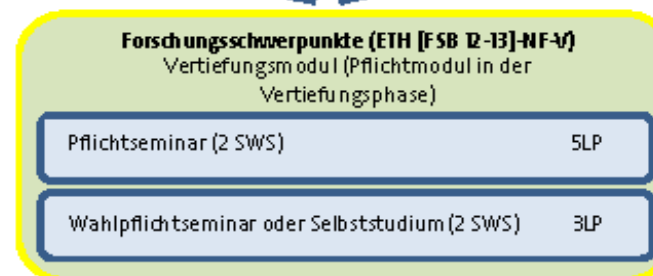 Forschungsschwerpunkte (ETH [FSB 12-13]-NF-V)
Vertiefungsmodul (Pflichtmodul in der
Vertiefungsphase)
Pflichtseminar (2 SWS) 5LP
Wahlpflichtseminar oder Selbststudium (2 SWS) 3LP